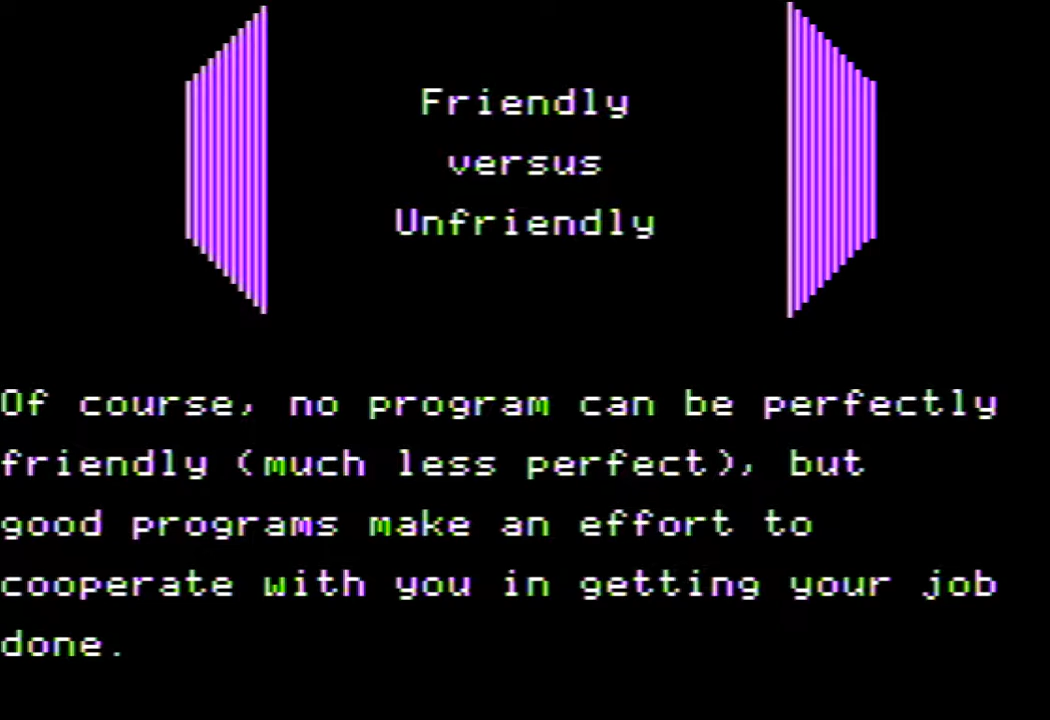 Friendly
versus
Unfriendly
Of course, no program can be perfectly
friendly (much less perfect), but
good programs make an effort to
cooperate with you in getting your job
done.